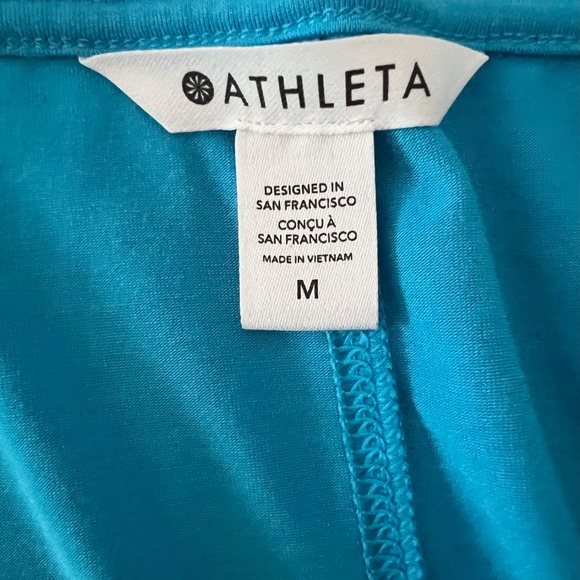 ATHLETA
DESIGNED IN
SAN FRANCISCO
CONÇU À
SAN FRANCISCO
MADE IN VIETNAM
M